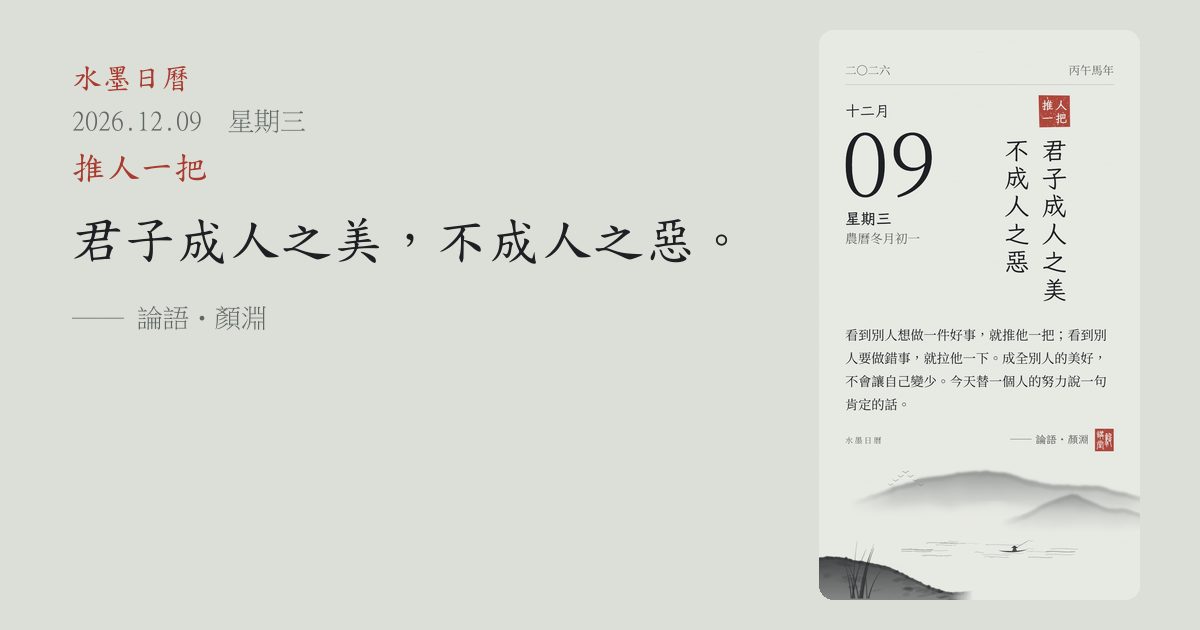 水墨日曆
2026.12.09 星期三
推人一把
君子成人之美，不成人之惡。
—— 論語・顏淵
二〇二六
丙午馬年
十二月
09
星期三
農曆冬月初一
推人一把
君子成人之美
不成人之惡
看到別人想做一件好事，就推他一把；看到別
人要做錯事，就拉他一下。成全別人的美好，
不會讓自己變少。今天替一個人的努力說一句
肯定的話。
水墨日曆
—— 論語・顏淵